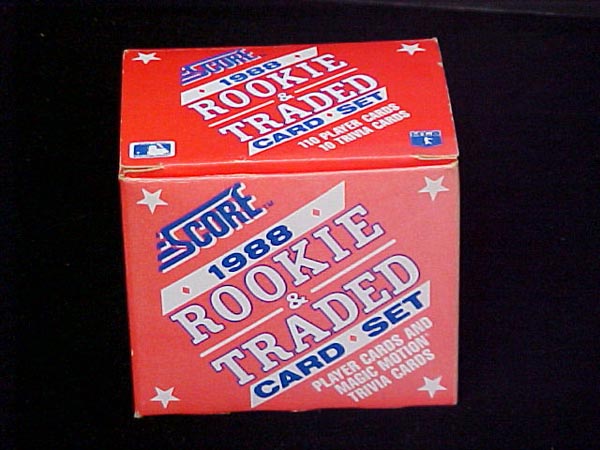 SCORE
1988
ROOKIE
&
TRADED
CARD • SET
110 PLAYER CARDS
10 TRIVIA CARDS
SCORE™
1988
ROOKIE
&
TRADED
CARD • SET
PLAYER CARDS AND
MAGIC MOTION
TRIVIA CARDS